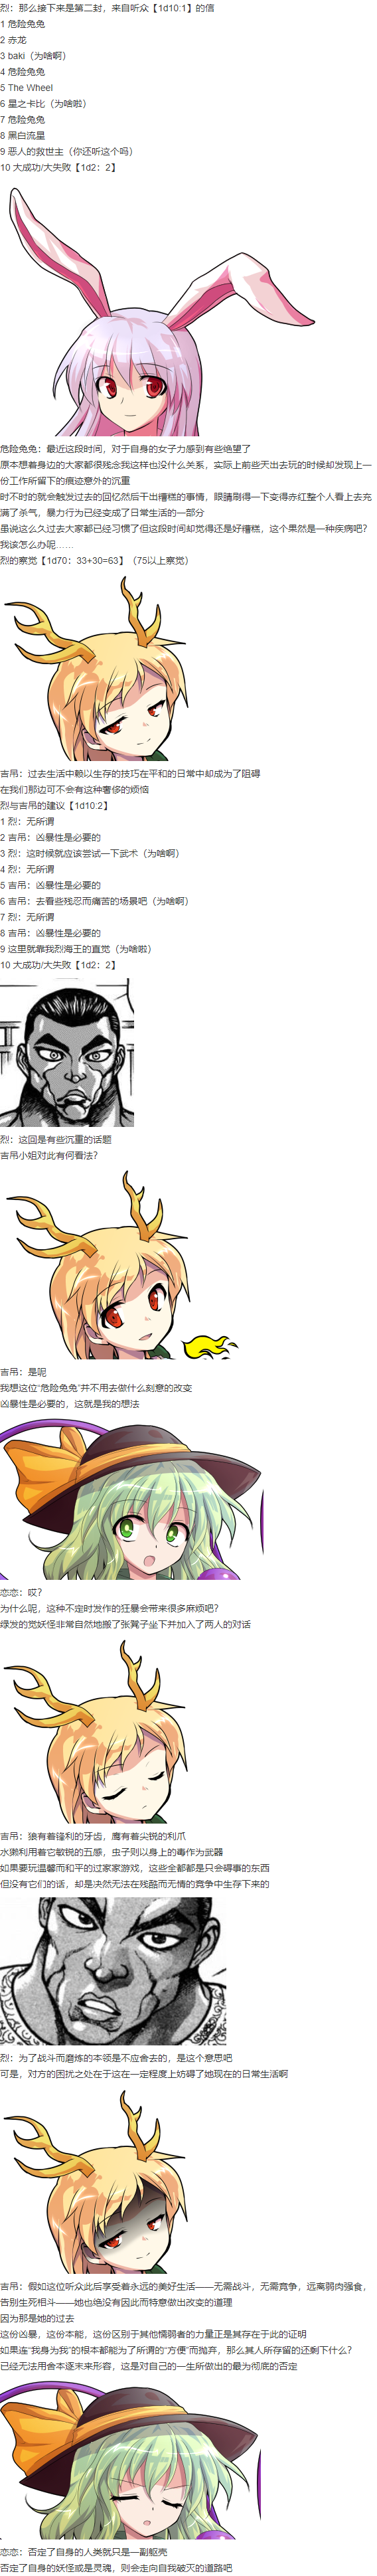 烈：那么接下来是第二封，来自听众【1d10:1】的信
1 危险兔兔
2 赤龙
3 baki（为啥啊）
4 危险兔兔
5 The Wheel
6 星之卡比（为啥啦）
7 危险兔兔
8 黑白流星
9 恶人的救世主（你还听这个吗）
10 大成功/大失败【1d2：2】
危险兔兔：最近这段时间，对于自身的女子力感到有些绝望了
原本想着身边的大家都很残念我这样也没什么关系，实际上前些天出去玩的时候却发现上一份工作所留下的痕迹意外的沉重
时不时的就会触发过去的回忆然后干出糟糕的事情，眼睛刷得一下变得赤红整个人看上去充满了杀气，暴力行为已经变成了日常生活的一部分
虽说这么久过去大家都已经习惯了但这段时间却觉得还是好糟糕，这个果然是一种疾病吧？
我该怎么办呢……
烈的察觉【1d70：33+30=63】（75以上察觉）
吉吊：过去生活中赖以生存的技巧在平和的日常中却成为了阻碍
在我们那边可不会有这种奢侈的烦恼
烈与吉吊的建议【1d10:2】
1 烈：无所谓
2 吉吊：凶暴性是必要的
3 烈：这时候就应该尝试一下武术（为啥啊）
4 烈：无所谓
5 吉吊：凶暴性是必要的
6 吉吊：去看些残忍而痛苦的场景吧（为啥啊）
7 烈：无所谓
8 吉吊：凶暴性是必要的
9 这里就靠我烈海王的直觉（为啥啦）
10 大成功/大失败【1d2：2】
烈：这回是有些沉重的话题
吉吊小姐对此有何看法？
吉吊：是呢
我想这位“危险兔兔”并不用去做什么刻意的改变
凶暴性是必要的，这就是我的想法
恋恋：哎？
为什么呢，这种不定时发作的狂暴会带来很多麻烦吧？
绿发的觉妖怪非常自然地搬了张凳子坐下并加入了两人的对话
吉吊：狼有着锋利的牙齿，鹰有着尖锐的利爪
水獭利用着它敏锐的五感，虫子则以身上的毒作为武器
如果要玩温馨而和平的过家家游戏，这些全都都是只会碍事的东西
但没有它们的话，却是决然无法在残酷而无情的竞争中生存下来的
烈：为了战斗而磨炼的本领是不应舍去的，是这个意思吧
可是，对方的困扰之处在于这在一定程度上妨碍了她现在的日常生活啊
吉吊：假如这位听众此后享受着永远的美好生活——无需战斗，无需竞争，远离弱肉强食，告别生死相斗——她也绝没有因此而特意做出改变的道理
因为那是她的过去
这份凶暴，这份本能，这份区别于其他懦弱者的力量正是其存在于此的证明
如果连“我身为我”的根本都能为了所谓的“方便”而抛弃，那么其人所存留的还剩下什么？
已经无法用舍本逐末来形容，这是对自己的一生所做出的最为彻底的否定
恋恋：否定了自身的人类就只是一副躯壳
否定了自身的妖怪或是灵魂，则会走向自我破灭的道路吧